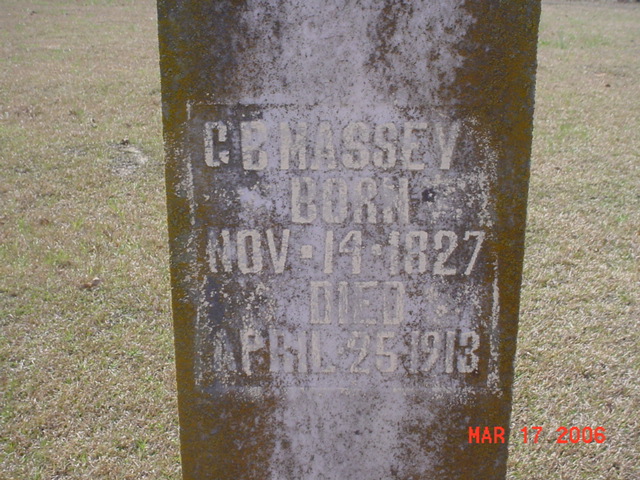 C B MASSEY
BORN
NOV · 14 · 1827
DIED
APRIL 25 1913
MAR 17 2006